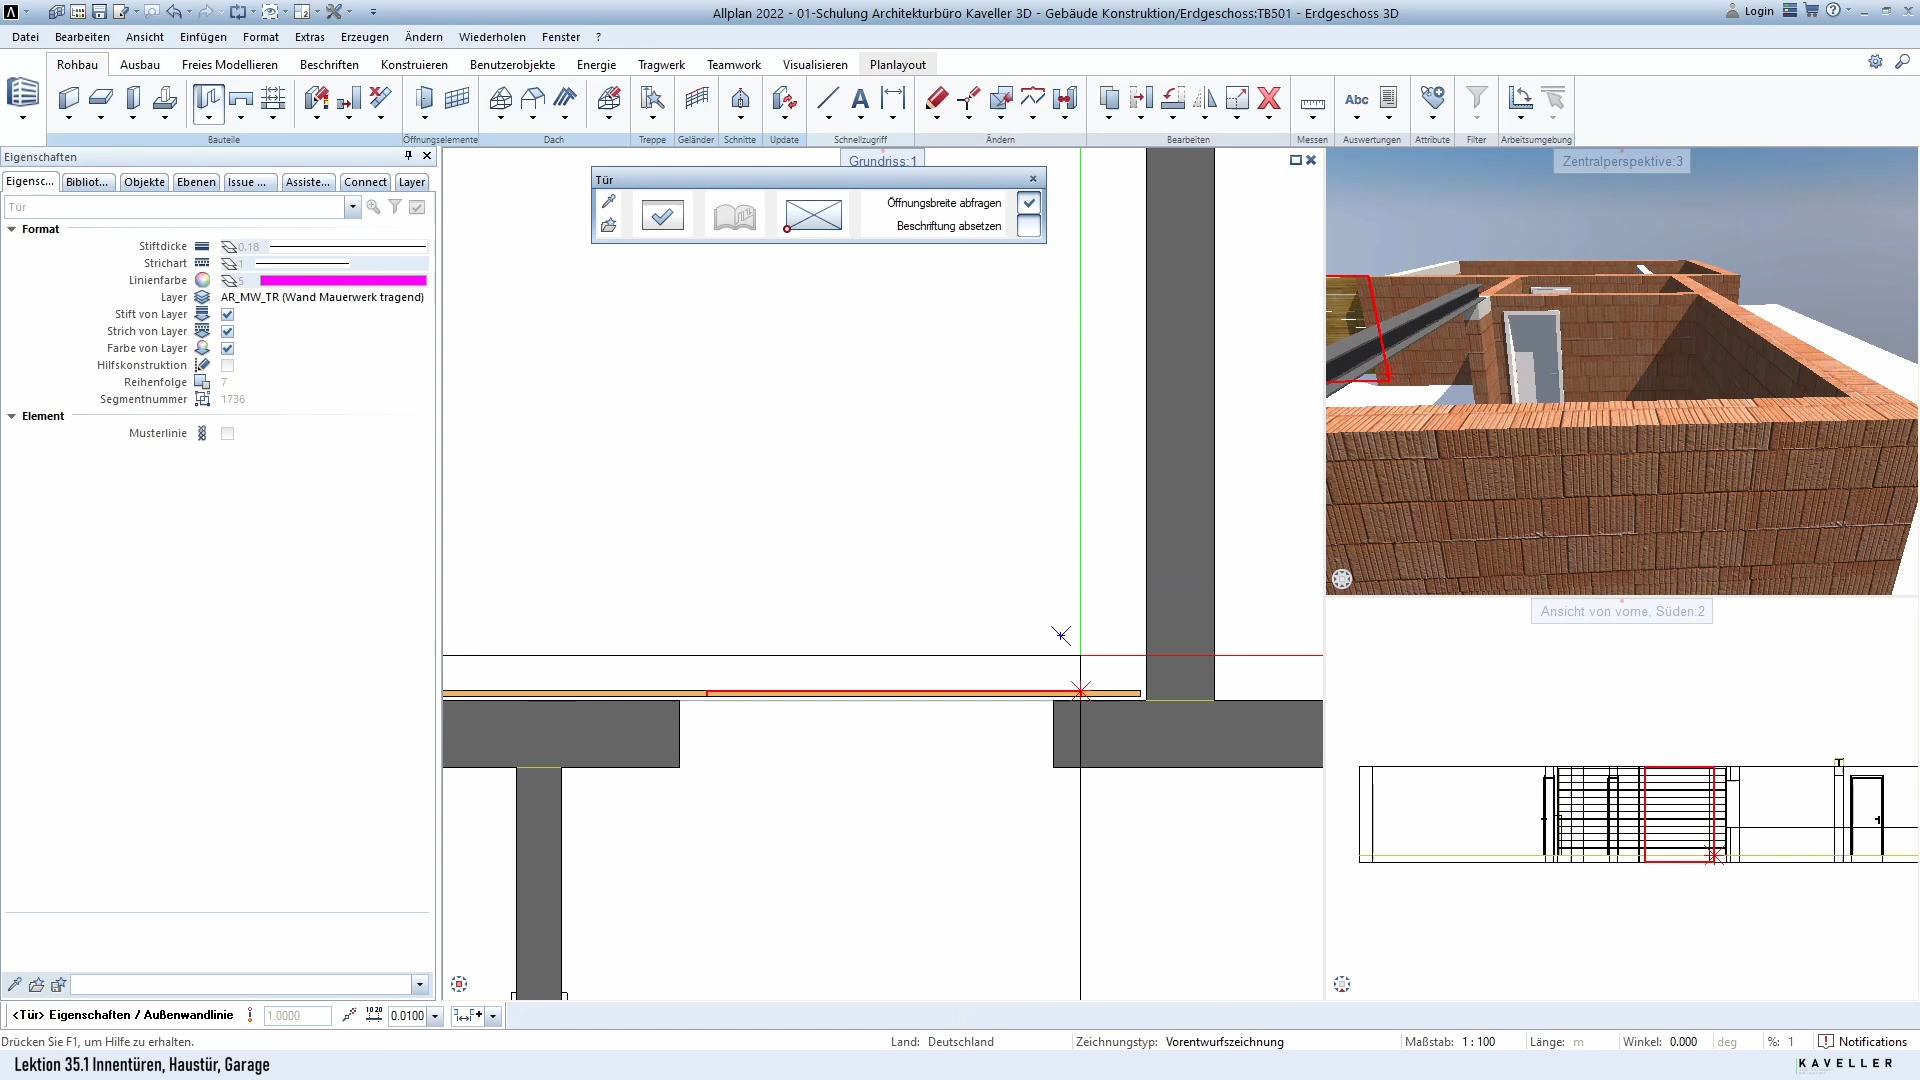 Allplan 2022 - 01-Schulung Architekturbüro Kaveller 3D - Gebäude Konstruktion/Erdgeschoss:TB501 - Erdgeschoss 3D
Login
Datei Bearbeiten Ansicht Einfügen Format Extras Erzeugen Ändern Wiederholen Fenster ?
Rohbau Ausbau Freies Modellieren Beschriften Konstruieren Benutzerobjekte Energie Tragwerk Teamwork Visualisieren Planlayout
Abc
Bauteile Öffnungselemente Dach Treppe Geländer Schnitte Update Schnellzugriff Ändern Bearbeiten Messen Auswertungen Attribute Filter Arbeitsumgebung
Eigenschaften
Eigensc... Bibliot... Objekte Ebenen Issue ... Assiste... Connect Layer
Tür
Format
Stiftdicke 0.18
Strichart 1
Linienfarbe 5
Layer AR_MW_TR (Wand Mauerwerk tragend)
Stift von Layer
Strich von Layer
Farbe von Layer
Hilfskonstruktion
Reihenfolge 7
Segmentnummer 1736
Element
Musterlinie
Grundriss:1
Tür
Öffnungsbreite abfragen
Beschriftung absetzen
Zentralperspektive:3
Ansicht von vorne, Süden:2
<Tür> Eigenschaften / Außenwandlinie 1.0000 0.0100
Drücken Sie F1, um Hilfe zu erhalten. Land: Deutschland Zeichnungstyp: Vorentwurfszeichnung Maßstab: 1 : 100 Länge: m Winkel: 0.000 deg %: 1 Notifications
Lektion 35.1 Innentüren, Haustür, Garage
KAVELLER